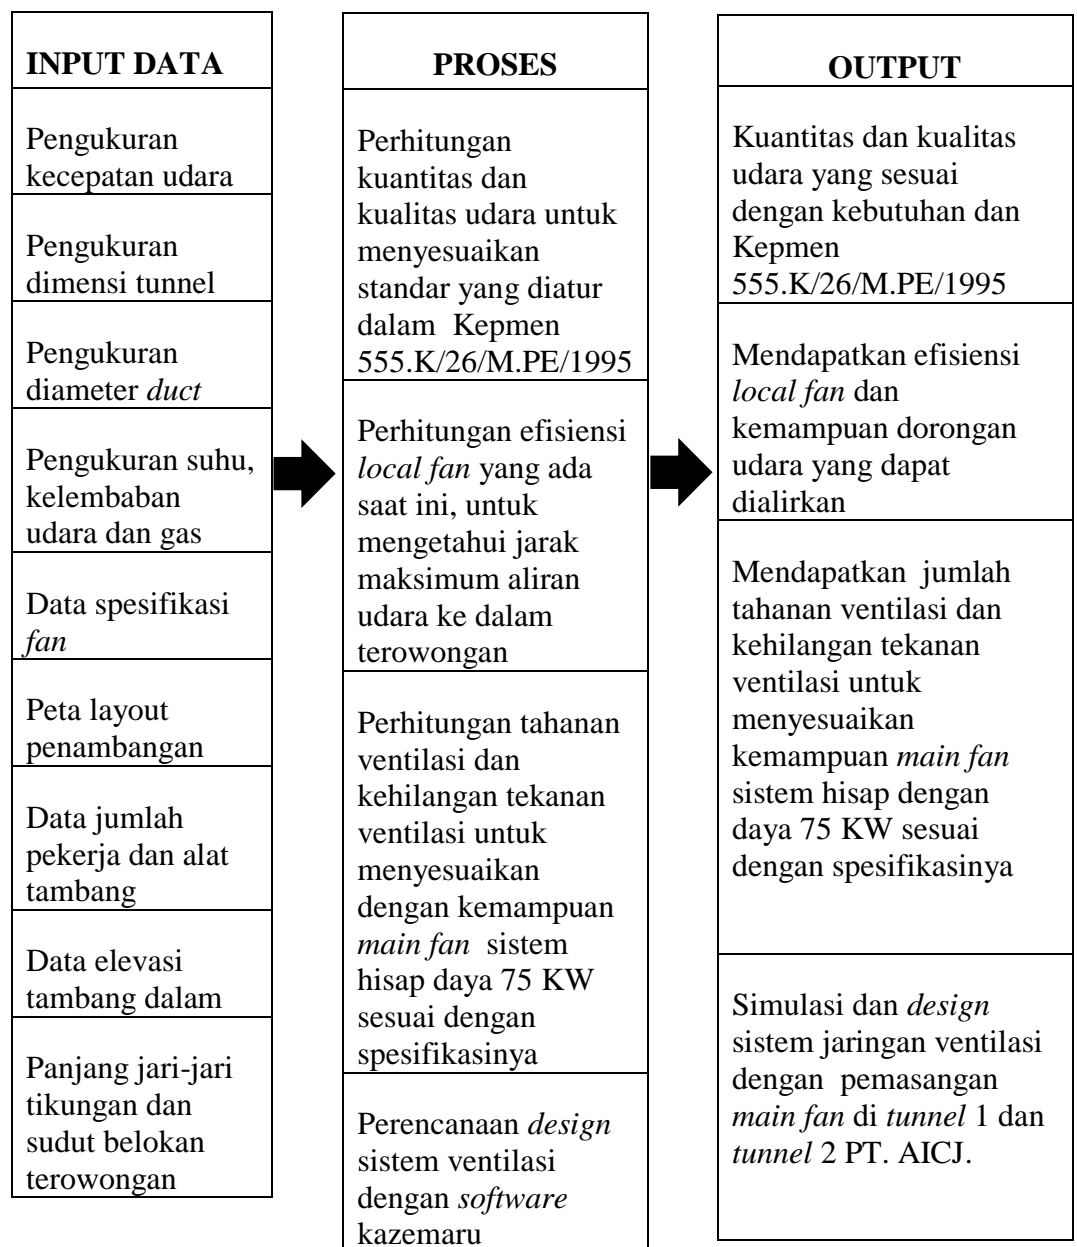 INPUT DATA
Pengukuran
kecepatan udara
Pengukuran
dimensi tunnel
Pengukuran
diameter duct
Pengukuran suhu,
kelembaban
udara dan gas
Data spesifikasi
fan
Peta layout
penambangan
Data jumlah
pekerja dan alat
tambang
Data elevasi
tambang dalam
Panjang jari-jari
tikungan dan
sudut belokan
terowongan
PROSES
Perhitungan
kuantitas dan
kualitas udara untuk
menyesuaikan
standar yang diatur
dalam Kepmen
555.K/26/M.PE/1995
Perhitungan efisiensi
local fan yang ada
saat ini, untuk
mengetahui jarak
maksimum aliran
udara ke dalam
terowongan
Perhitungan tahanan
ventilasi dan
kehilangan tekanan
ventilasi untuk
menyesuaikan
dengan kemampuan
main fan sistem
hisap daya 75 KW
sesuai dengan
spesifikasinya
Perencanaan design
sistem ventilasi
dengan software
kazemaru
OUTPUT
Kuantitas dan kualitas
udara yang sesuai
dengan kebutuhan dan
Kepmen
555.K/26/M.PE/1995
Mendapatkan efisiensi
local fan dan
kemampuan dorongan
udara yang dapat
dialirkan
Mendapatkan jumlah
tahanan ventilasi dan
kehilangan tekanan
ventilasi untuk
menyesuaikan
kemampuan main fan
sistem hisap dengan
daya 75 KW sesuai
dengan spesifikasinya
Simulasi dan design
sistem jaringan ventilasi
dengan pemasangan
main fan di tunnel 1 dan
tunnel 2 PT. AICJ.